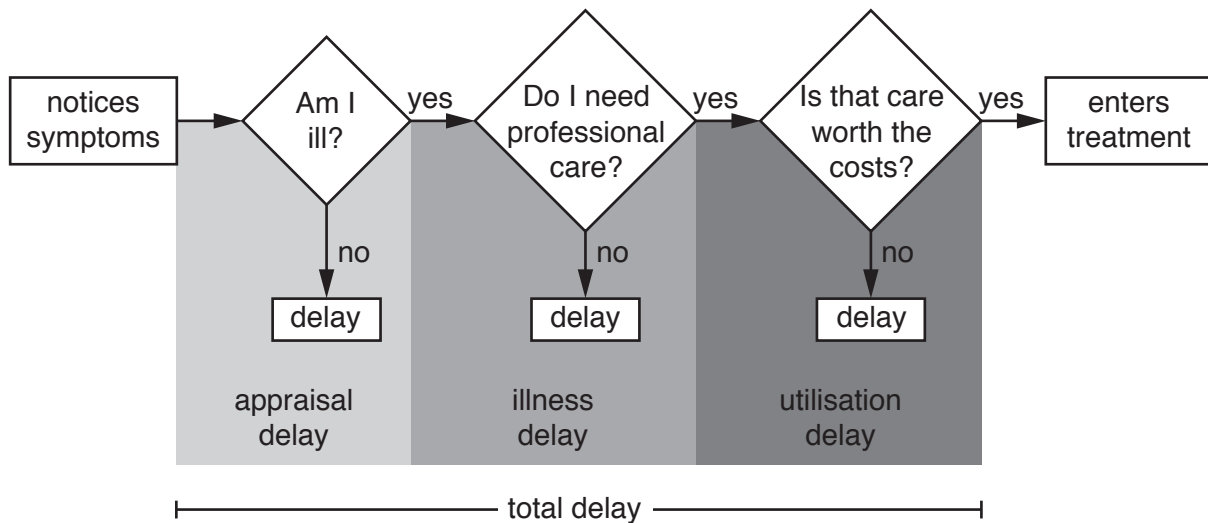 notices
symptoms
Am I
ill?
yes
Do I need
professional
care?
yes
Is that care
worth the
costs?
yes
enters
treatment
no
no
no
delay
delay
delay
appraisal
delay
illness
delay
utilisation
delay
total delay